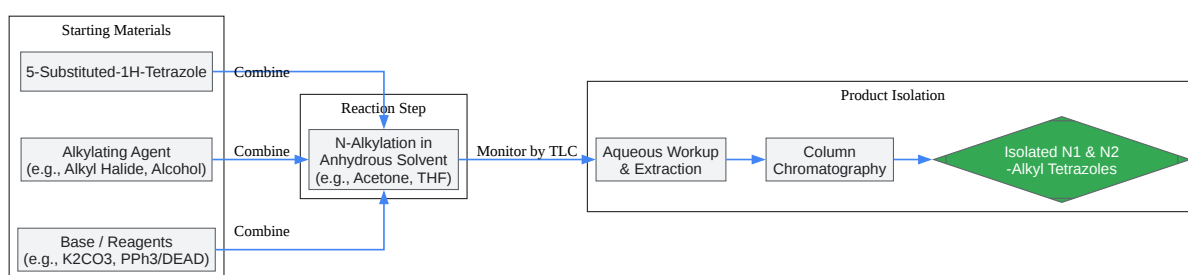 Starting Materials
5-Substituted-1H-Tetrazole
Combine
Alkylating Agent
(e.g., Alkyl Halide, Alcohol)
Combine
Base / Reagents
(e.g., K2CO3, PPh3/DEAD)
Combine
Reaction Step
N-Alkylation in
Anhydrous Solvent
(e.g., Acetone, THF)
Monitor by TLC
Product Isolation
Aqueous Workup
& Extraction
Column
Chromatography
Isolated N1 & N2
-Alkyl Tetrazoles